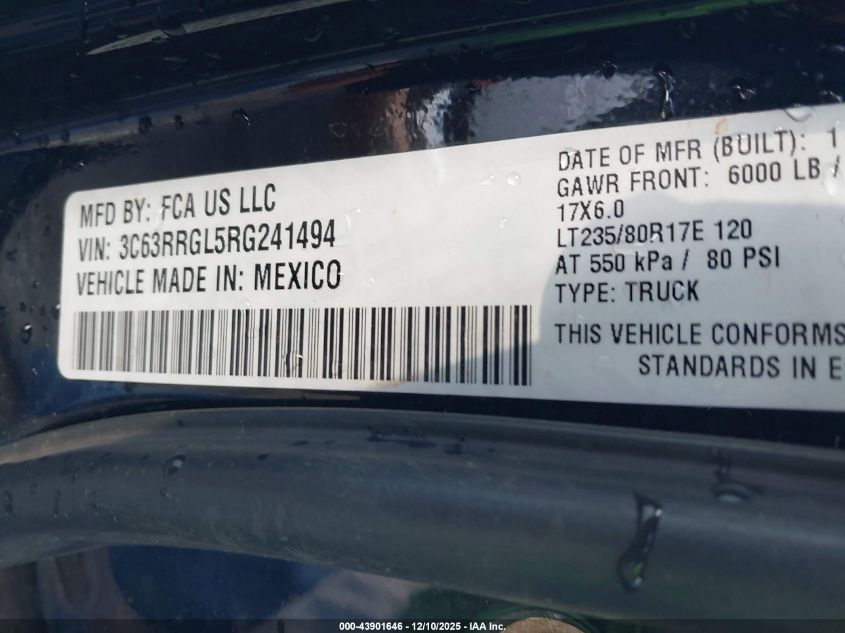 MFD BY: FCA US LLC
VIN: 3C63RRGL5RG241494
VEHICLE MADE IN: MEXICO
DATE OF MFR (BUILT): 1
GAWR FRONT: 6000 LB /
17X6.0
LT235/80R17E 120
AT 550 kPa / 80 PSI
TYPE: TRUCK
THIS VEHICLE CONFORMS
STANDARDS IN E
000-43901646 - 12/10/2025 - IAA Inc.